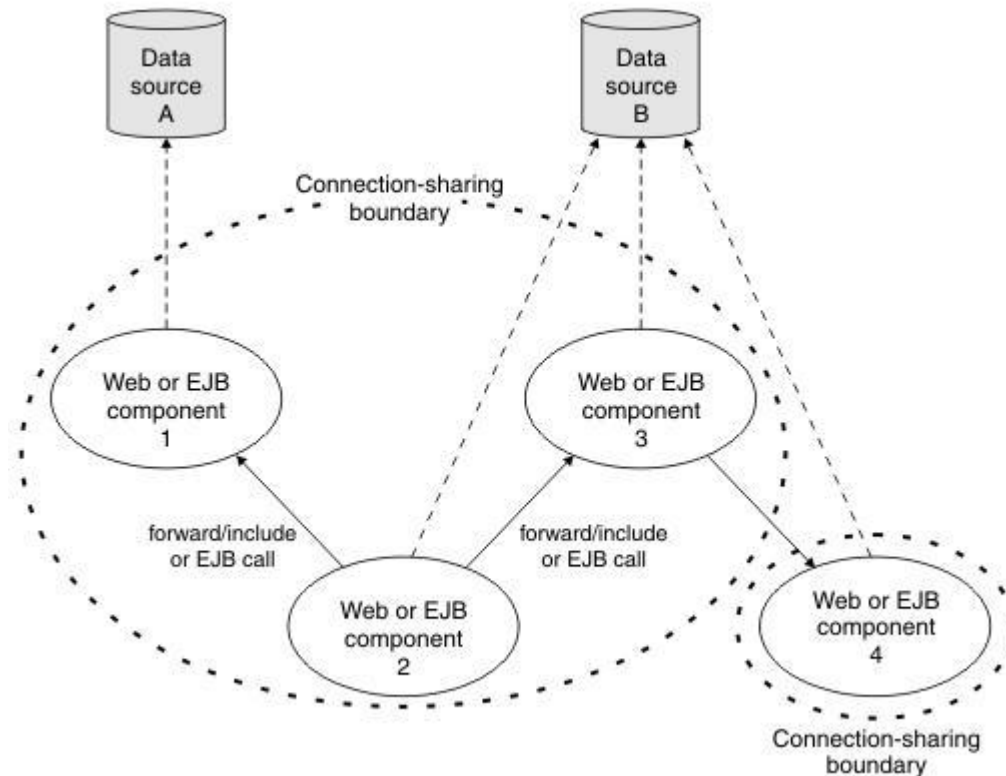 Data
source
A
Data
source
B
Connection-sharing
boundary
Web or EJB
component
1
Web or EJB
component
3
forward/include
or EJB call
forward/include
or EJB call
Web or EJB
component
2
Web or EJB
component
4
Connection-sharing
boundary